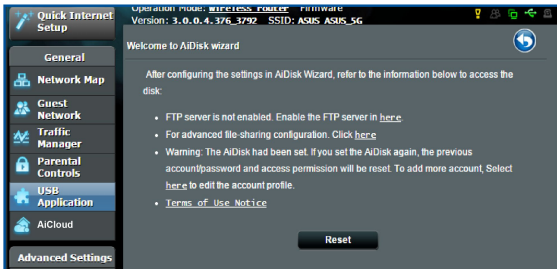 Operation Mode: Wireless router Firmware
Version: 3.0.0.4.376_3792 SSID: ASUS ASUS_5G
Quick Internet
Setup
General
Network Map
Guest
Network
Traffic
Manager
Parental
Controls
USB
Application
AiCloud
Advanced Settings
Welcome to AiDisk wizard
After configuring the settings in AiDisk Wizard, refer to the information below to access the
disk:
FTP server is not enabled. Enable the FTP server in here.
For advanced file-sharing configuration. Click here
Warning: The AiDisk had been set. If you set the AiDisk again, the previous
account/password and access permission will be reset. To add more account, Select
here to edit the account profile.
Terms of Use Notice
Reset